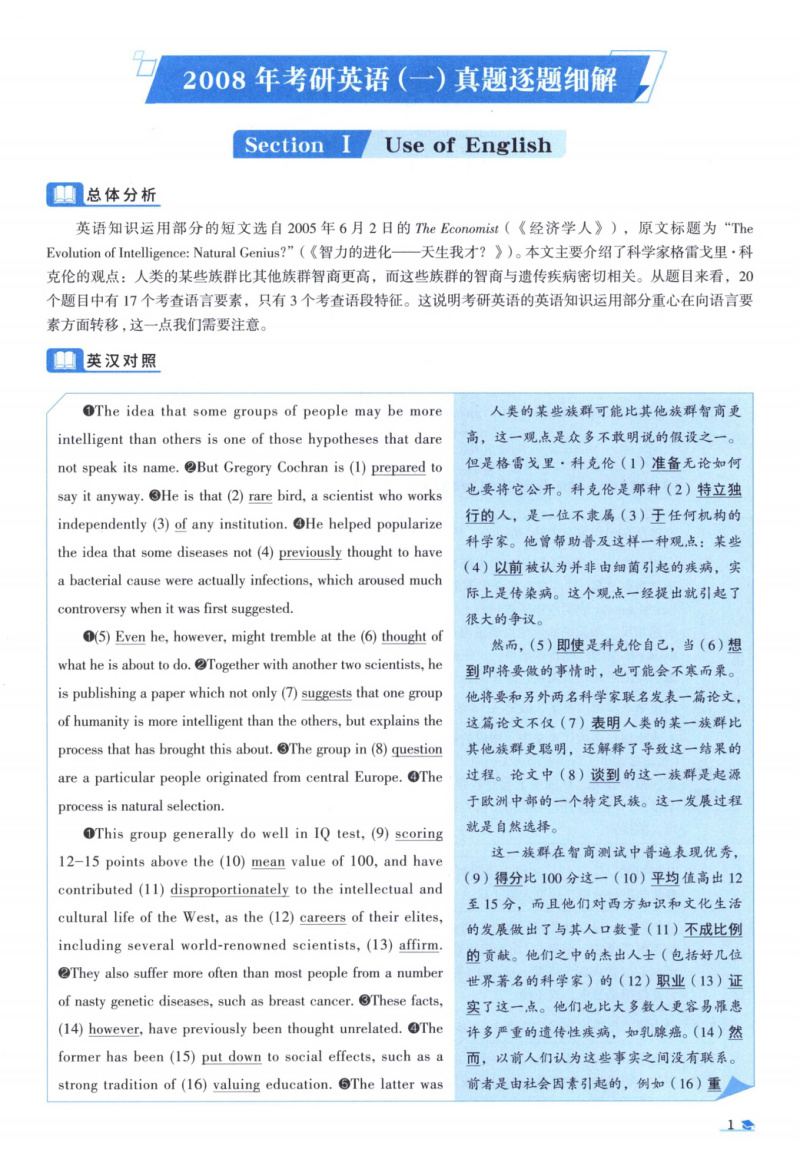 2008 年考研英语(一)真题逐题细解
Section Ⅰ Use of English
总体分析
英语知识运用部分的短文选自 2005 年 6 月 2 日的 The Economist(《经济学人》),原文标题为 “The
Evolution of Intelligence: Natural Genius?”(《智力的进化——天生我才?》)。本文主要介绍了科学家格雷戈里·科
克伦的观点:人类的某些族群比其他族群智商更高,而这些族群的智商与遗传疾病密切相关。从题目来看,20
个题目中有 17 个考查语言要素,只有 3 个考查语段特征。这说明考研英语的英语知识运用部分重心在向语言要
素方面转移,这一点我们需要注意。
英汉对照
❶The idea that some groups of people may be more
intelligent than others is one of those hypotheses that dare
not speak its name. ❷But Gregory Cochran is (1) prepared to
say it anyway. ❸He is that (2) rare bird, a scientist who works
independently (3) of any institution. ❹He helped popularize
the idea that some diseases not (4) previously thought to have
a bacterial cause were actually infections, which aroused much
controversy when it was first suggested.
❶(5) Even he, however, might tremble at the (6) thought of
what he is about to do. ❷Together with another two scientists, he
is publishing a paper which not only (7) suggests that one group
of humanity is more intelligent than the others, but explains the
process that has brought this about. ❸The group in (8) question
are a particular people originated from central Europe. ❹The
process is natural selection.
❶This group generally do well in IQ test, (9) scoring
12–15 points above the (10) mean value of 100, and have
contributed (11) disproportionately to the intellectual and
cultural life of the West, as the (12) careers of their elites,
including several world-renowned scientists, (13) affirm.
❷They also suffer more often than most people from a number
of nasty genetic diseases, such as breast cancer. ❸These facts,
(14) however, have previously been thought unrelated. ❹The
former has been (15) put down to social effects, such as a
strong tradition of (16) valuing education. ❺The latter was
人类的某些族群可能比其他族群智商更
高,这一观点是众多不敢明说的假设之一。
但是格雷戈里·科克伦(1)准备无论如何
也要将它公开。科克伦是那种(2)特立独
行的人,是一位不隶属(3)于任何机构的
科学家。他曾帮助普及这样一种观点:某些
(4)以前被认为并非由细菌引起的疾病,实
际上是传染病。这个观点一经提出就引起了
很大的争议。
然而,(5)即使是科克伦自己,当(6)想
到即将要做的事情时,也可能会不寒而栗。
他将要和另外两名科学家联名发表一篇论文,
这篇论文不仅(7)表明人类的某一族群比
其他族群更聪明,还解释了导致这一结果的
过程。论文中(8)谈到的这一族群是起源
于欧洲中部的一个特定民族。这一发展过程
就是自然选择。
这一族群在智商测试中普遍表现优秀,
(9)得分比 100 分这一(10)平均值高出 12
至 15 分,而且他们对西方知识和文化生活
的发展做出了与其人口数量(11)不成比例
的贡献。他们之中的杰出人士(包括好几位
世界著名的科学家)的(12)职业(13)证
实了这一点。他们也比大多数人更容易罹患
许多严重的遗传性疾病,如乳腺癌。(14)然
而,以前人们认为这些事实之间没有联系。
前者是由社会因素引起的,例如(16)重
1